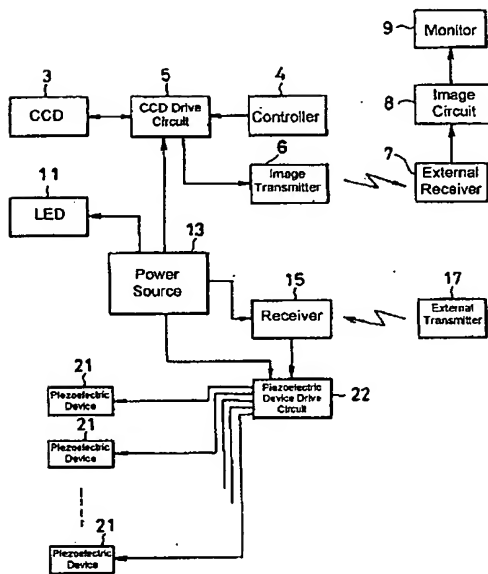 9
Monitor
3
5
4
CCD
CCD Drive
Circuit
Controller
8
Image
Circuit
6
7
Image
Transmitter
External
Receiver
11
LED
13
Power
Source
15
Receiver
17
External
Transmitter
21
Piezoelectric
Device
Piezoelectric
Device Drive
Circuit
22
21
Piezoelectric
Device
21
Piezoelectric
Device